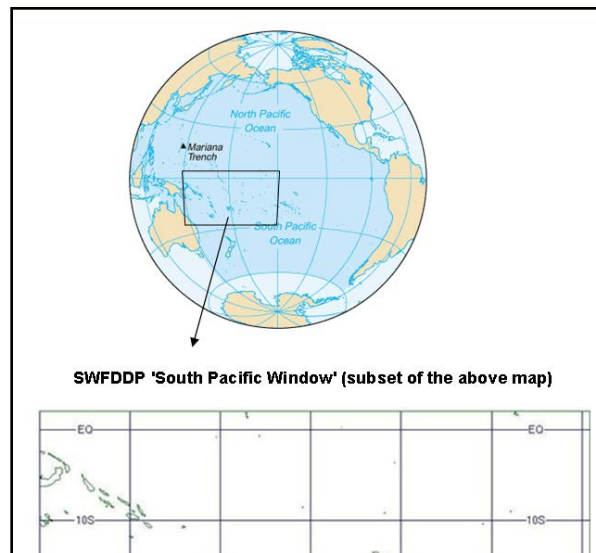 North Pacific
Ocean
Mariana
Trench
South Pacific
Ocean
SWFDDP 'South Pacific Window' (subset of the above map)
EQ
EQ
10S
10S